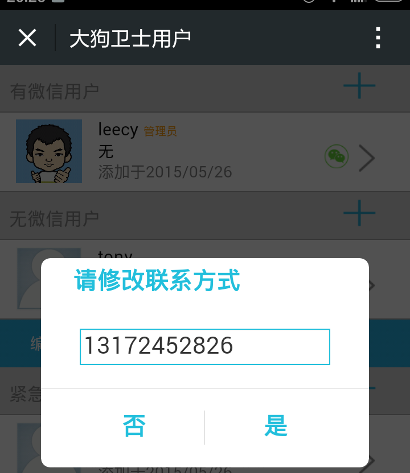 大狗卫士用户
有微信用户
leecy 管理员
无
添加于2015/05/26
无微信用户
tony
请修改联系方式
13172452826
编
紧急
否 是